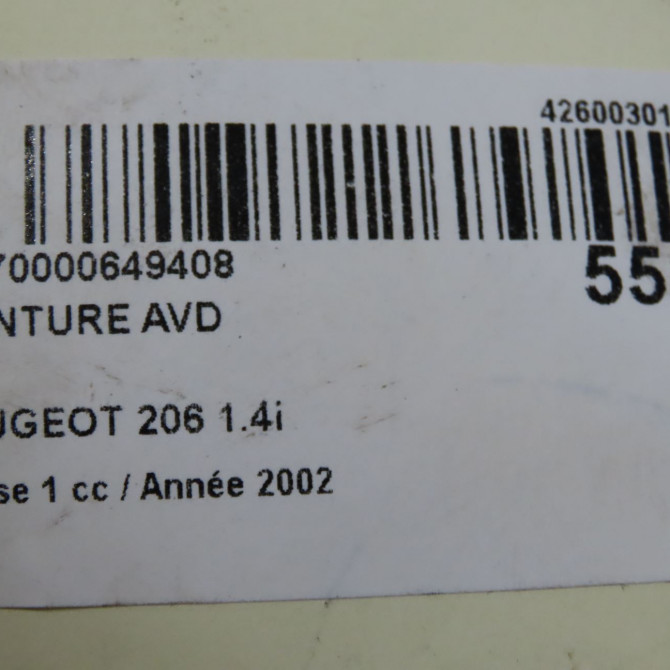 42600301
70000649408
55
NTURE AVD
UGEOT 206 1.4i
se 1 cc / Année 2002